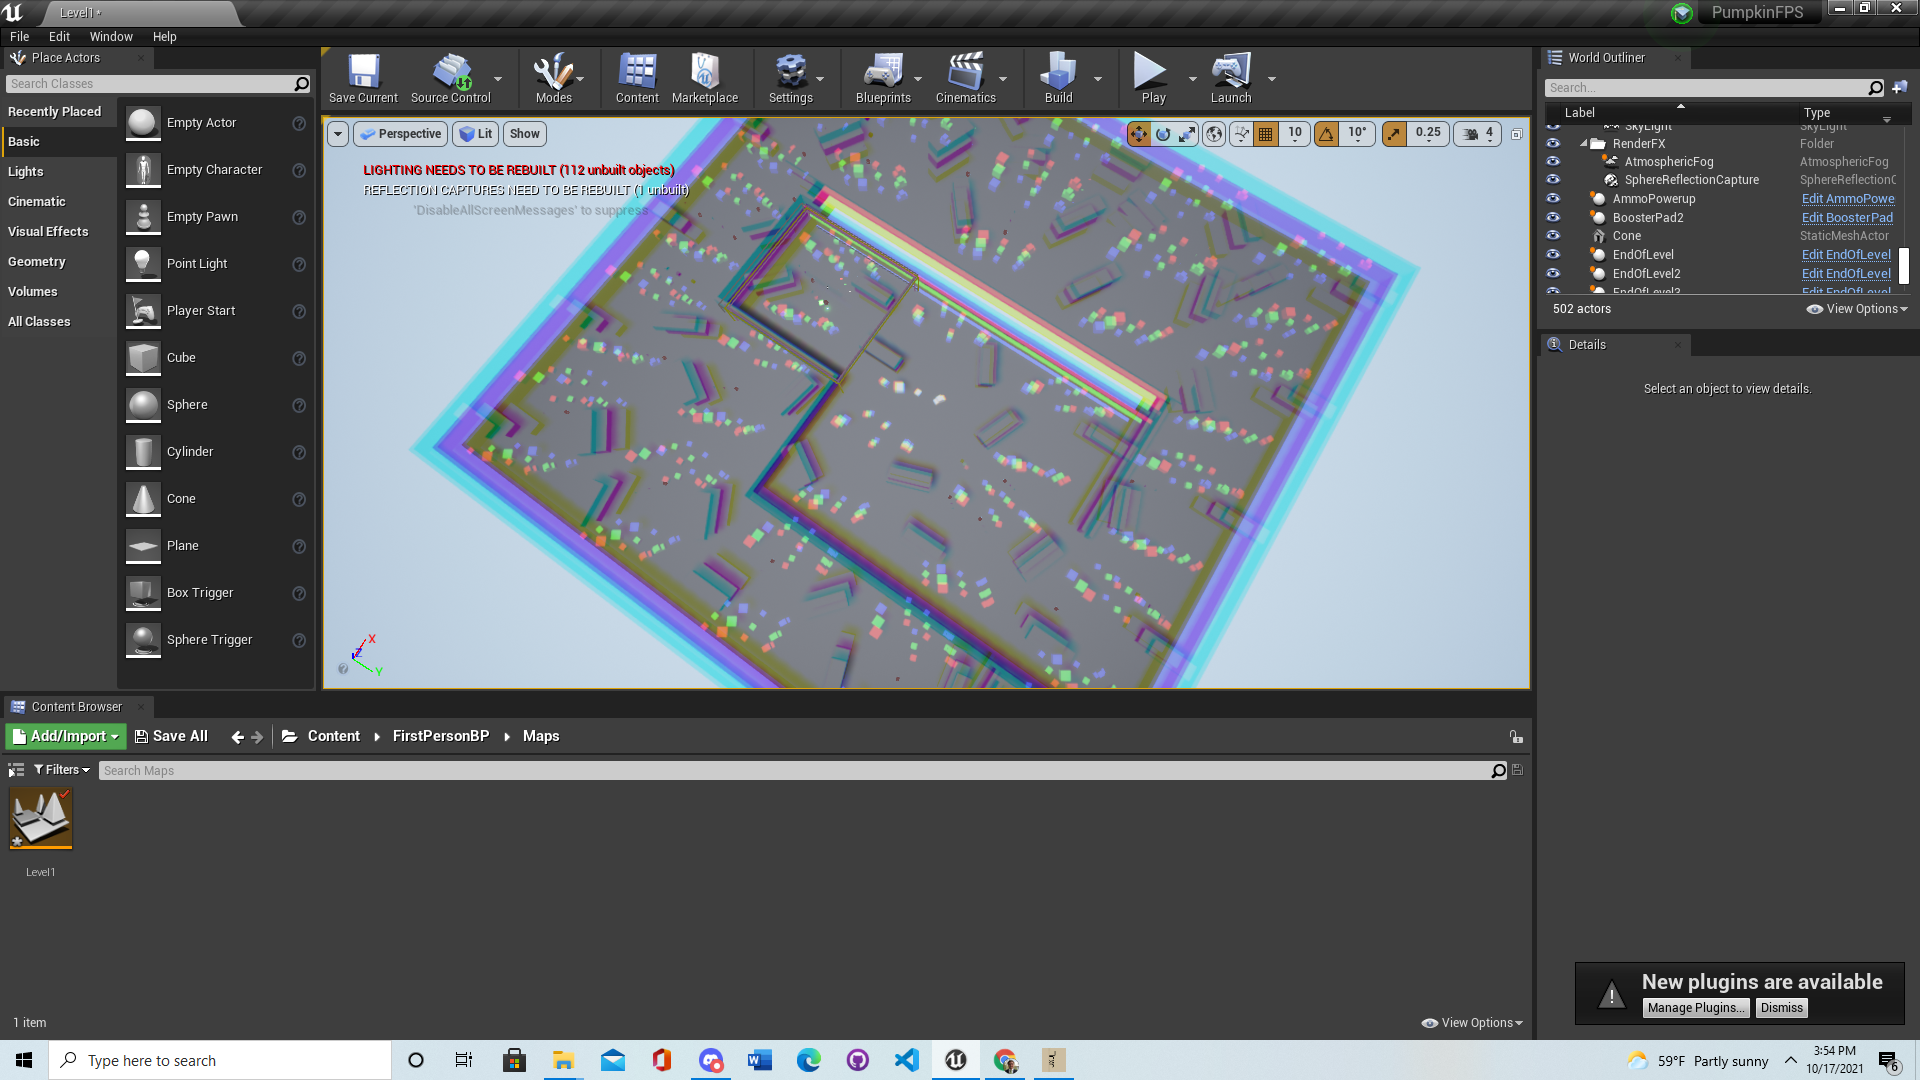 Level1*
PumpkinFPS
File Edit Window Help
Place Actors
Search Classes
Recently Placed
Basic
Lights
Cinematic
Visual Effects
Geometry
Volumes
All Classes
Empty Actor
Empty Character
Empty Pawn
Point Light
Player Start
Cube
Sphere
Cylinder
Cone
Plane
Box Trigger
Sphere Trigger
Save Current Source Control Modes Content Marketplace Settings Blueprints Cinematics Build Play Launch
Perspective Lit Show
10 10° 0.25 4
LIGHTING NEEDS TO BE REBUILT (112 unbuilt objects)
REFLECTION CAPTURES NEED TO BE REBUILT (1 unbuilt)
'DisableAllScreenMessages' to suppress
X
Z
Y
World Outliner
Search...
Label Type
SkyLight SkyLight
RenderFX Folder
AtmosphericFog AtmosphericFog
SphereReflectionCapture SphereReflectionC
AmmoPowerup Edit AmmoPowe
BoosterPad2 Edit BoosterPad
Cone StaticMeshActor
EndOfLevel Edit EndOfLevel
EndOfLevel2 Edit EndOfLevel
EndOfLevel3 Edit EndOfLevel
502 actors View Options
Details
Select an object to view details.
Content Browser
Add/Import Save All Content FirstPersonBP Maps
Filters Search Maps
Level1
1 item View Options
New plugins are available
Manage Plugins... Dismiss
Type here to search
59°F Partly sunny
3:54 PM
10/17/2021
6